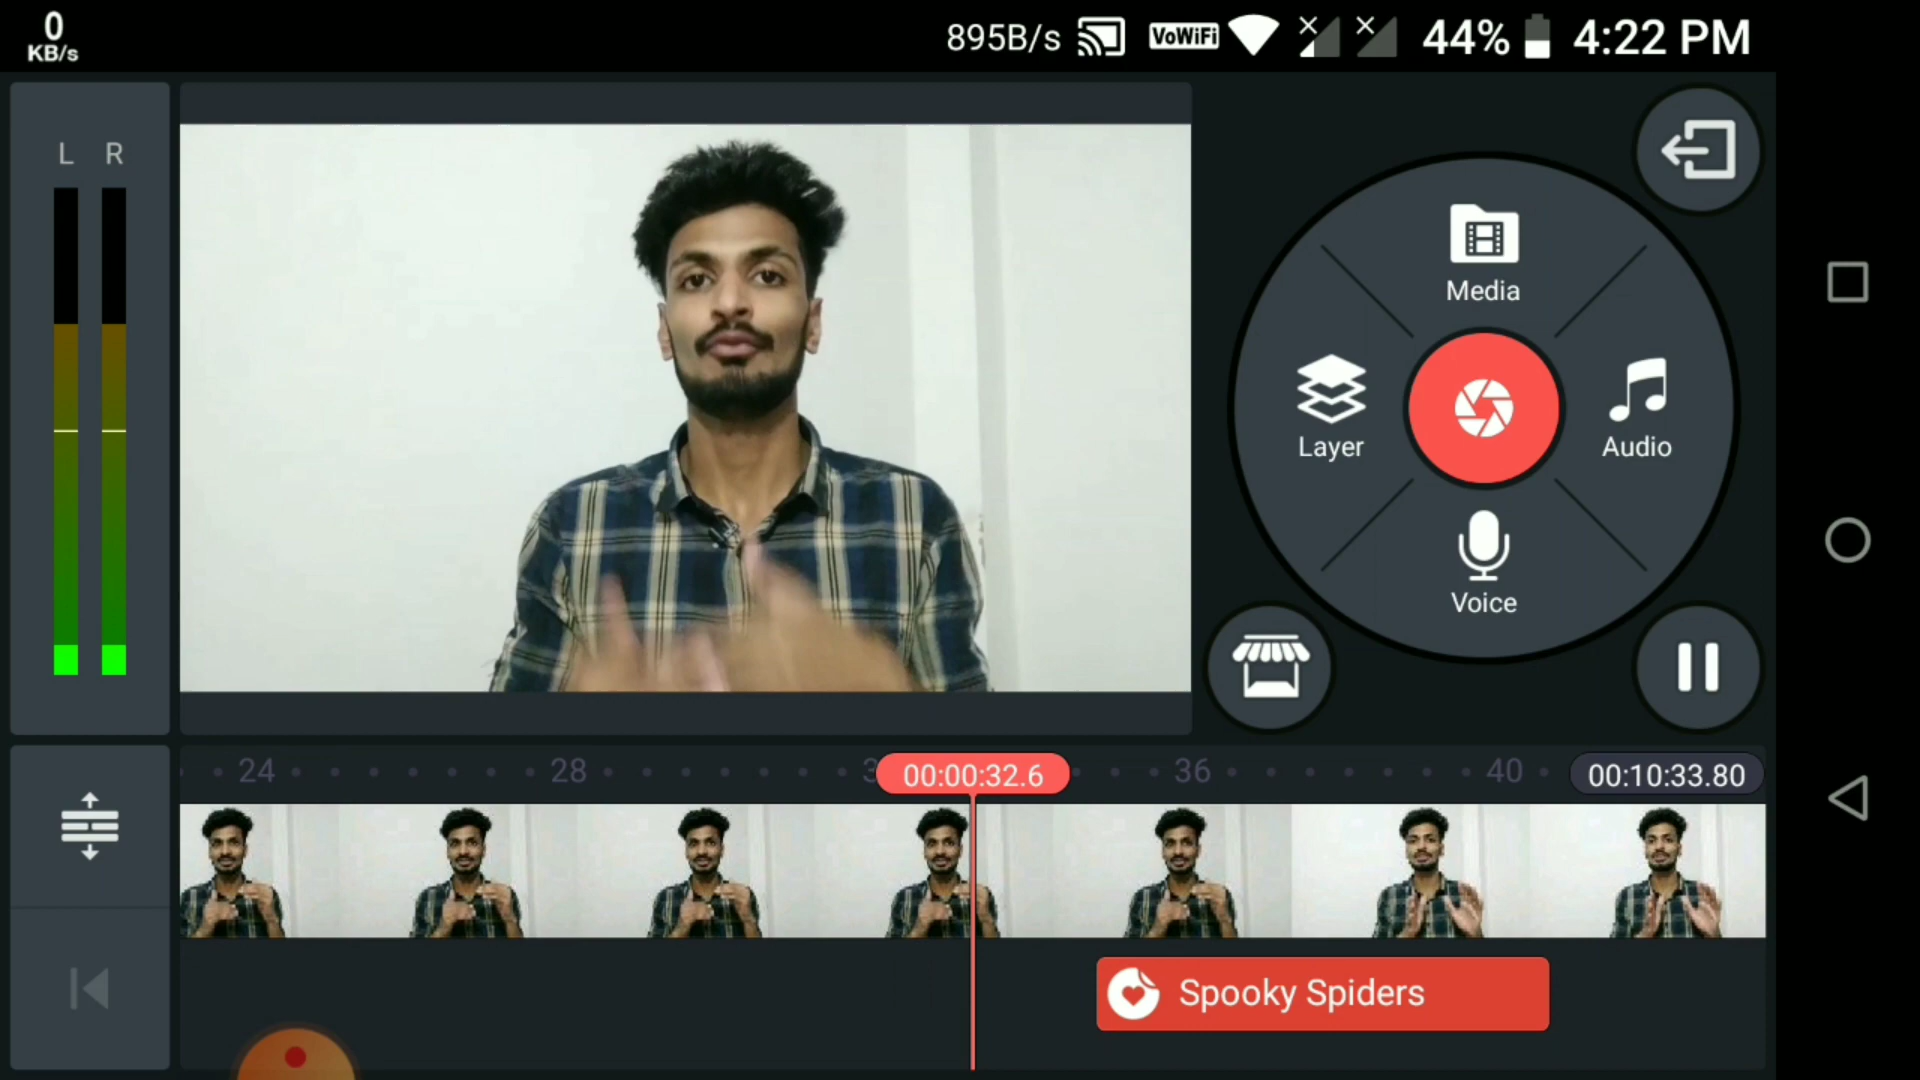 0
KB/s
895B/s
VoWiFi
44%
4:22 PM
L R
Media
Layer
Audio
Voice
24
28
00:00:32.6
36
40
00:10:33.80
Spooky Spiders